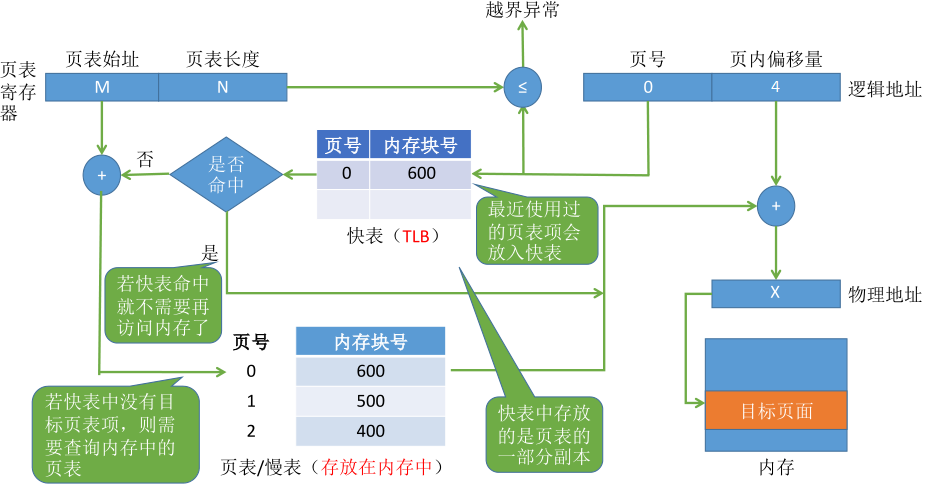 越界异常
页表始址
页表长度
页号
页内偏移量
页表
寄存
器
M
N
≤
0
4
逻辑地址
+
否
是否
命中
页号
内存块号
0
600
快表（TLB）
最近使用过
的页表项会
放入快表
+
是
若快表命中
就不需要再
访问内存了
X
物理地址
页号
内存块号
0
600
1
500
2
400
页表/慢表（存放在内存中）
若快表中没有目
标页表项，则需
要查询内存中的
页表
快表中存放
的是页表的
一部分副本
目标页面
内存